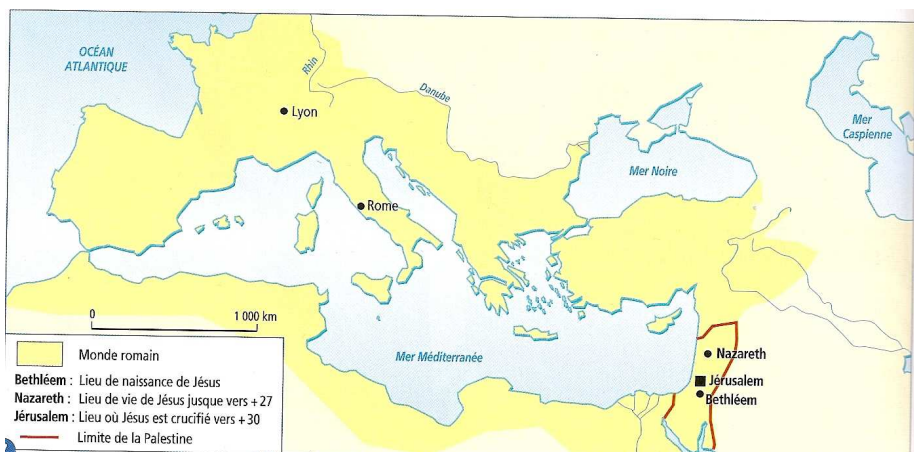 OCÉAN
ATLANTIQUE
Rhin
Danube
Lyon
Mer
Caspienne
Mer Noire
Rome
0 1 000 km
Mer Méditerranée
Nazareth
Jérusalem
Bethléem
Monde romain
Bethléem : Lieu de naissance de Jésus
Nazareth : Lieu de vie de Jésus jusque vers +27
Jérusalem : Lieu où Jésus est crucifié vers +30
Limite de la Palestine